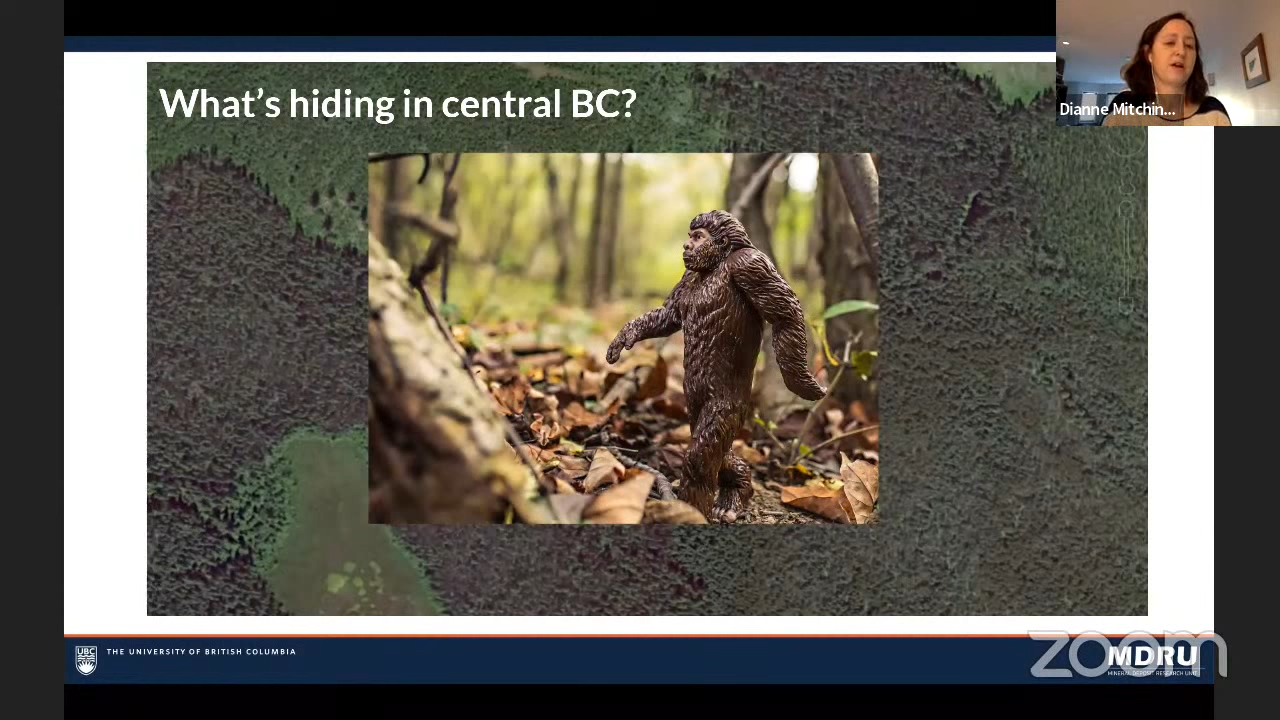 What's hiding in central BC?
Dianne Mitchin...
UBC
THE UNIVERSITY OF BRITISH COLUMBIA
zoom
MDRU
MINERAL DEPOSIT RESEARCH UNIT